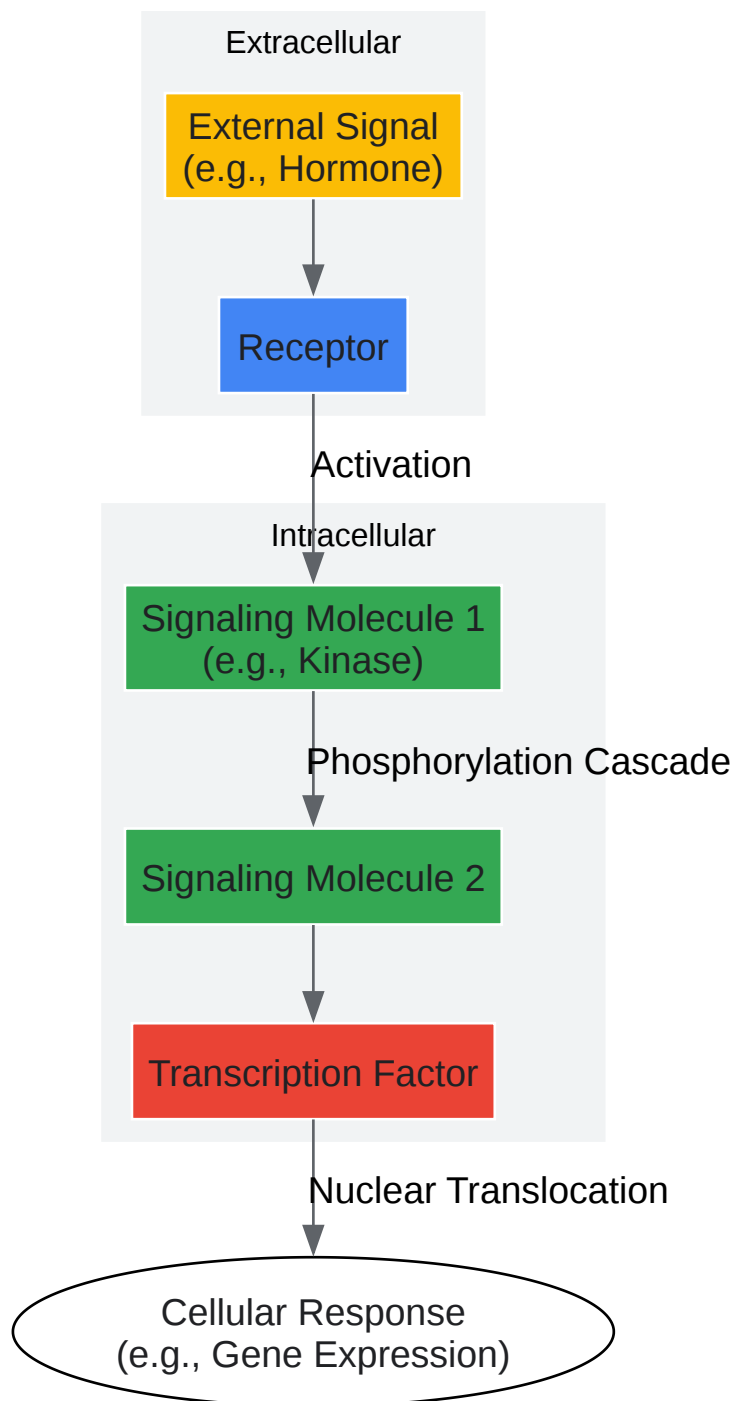 Extracellular
External Signal
(e.g., Hormone)
Receptor
Activation
Intracellular
Signaling Molecule 1
(e.g., Kinase)
Phosphorylation Cascade
Signaling Molecule 2
Transcription Factor
Nuclear Translocation
Cellular Response
(e.g., Gene Expression)